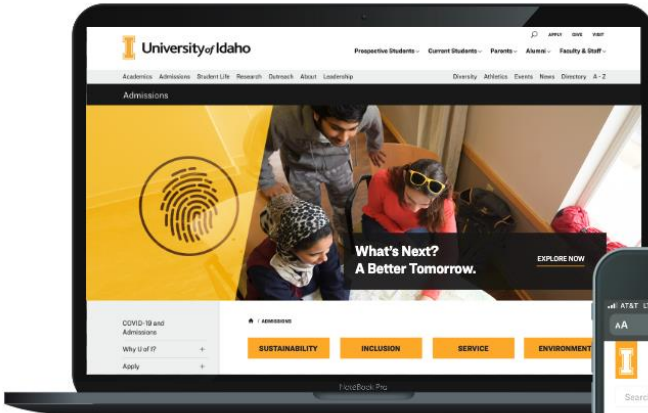 APPLY GIVE VISIT
I University of Idaho
Prospective Students Current Students Parents Alumni Faculty & Staff
Academics Admissions Student Life Research Outreach About Leadership Diversity Athletics Events News Directory A - Z
Admissions
What's Next?
A Better Tomorrow.
EXPLORE NOW
COVID-19 and
Admissions
/ ADMISSIONS
Why U of I? +
Apply +
SUSTAINABILITY INCLUSION SERVICE ENVIRONMENT
NoteBook Pro
AT&T
AA
I
Search